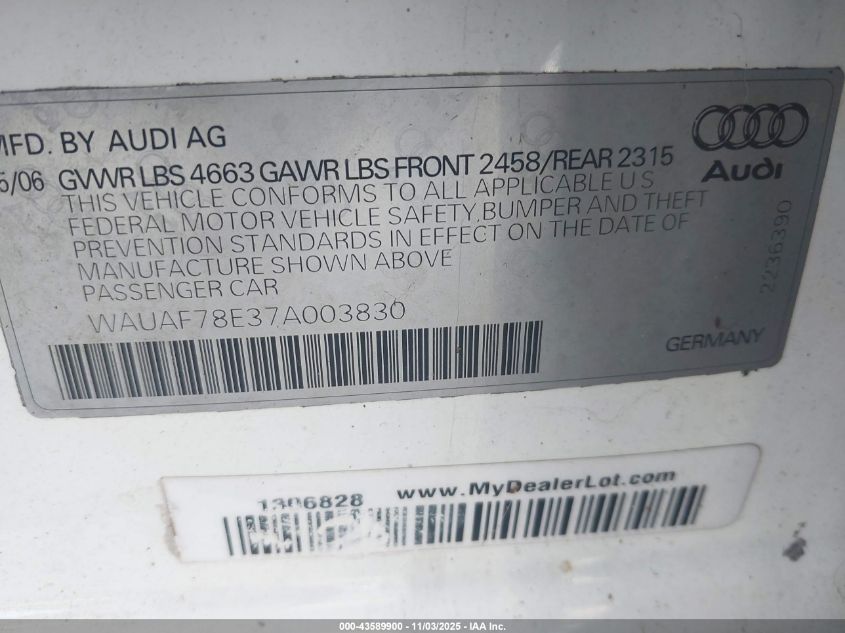 MFD. BY AUDI AG
5/06 GVWR LBS 4663 GAWR LBS FRONT 2458/REAR 2315
THIS VEHICLE CONFORMS TO ALL APPLICABLE U S
FEDERAL MOTOR VEHICLE SAFETY, BUMPER AND THEFT
PREVENTION STANDARDS IN EFFECT ON THE DATE OF
MANUFACTURE SHOWN ABOVE
PASSENGER CAR
WAUAF78E37A003830
Audi
2236390
GERMANY
1306828 www.MyDealerLot.com
000-43589900 - 11/03/2025 - IAA Inc.